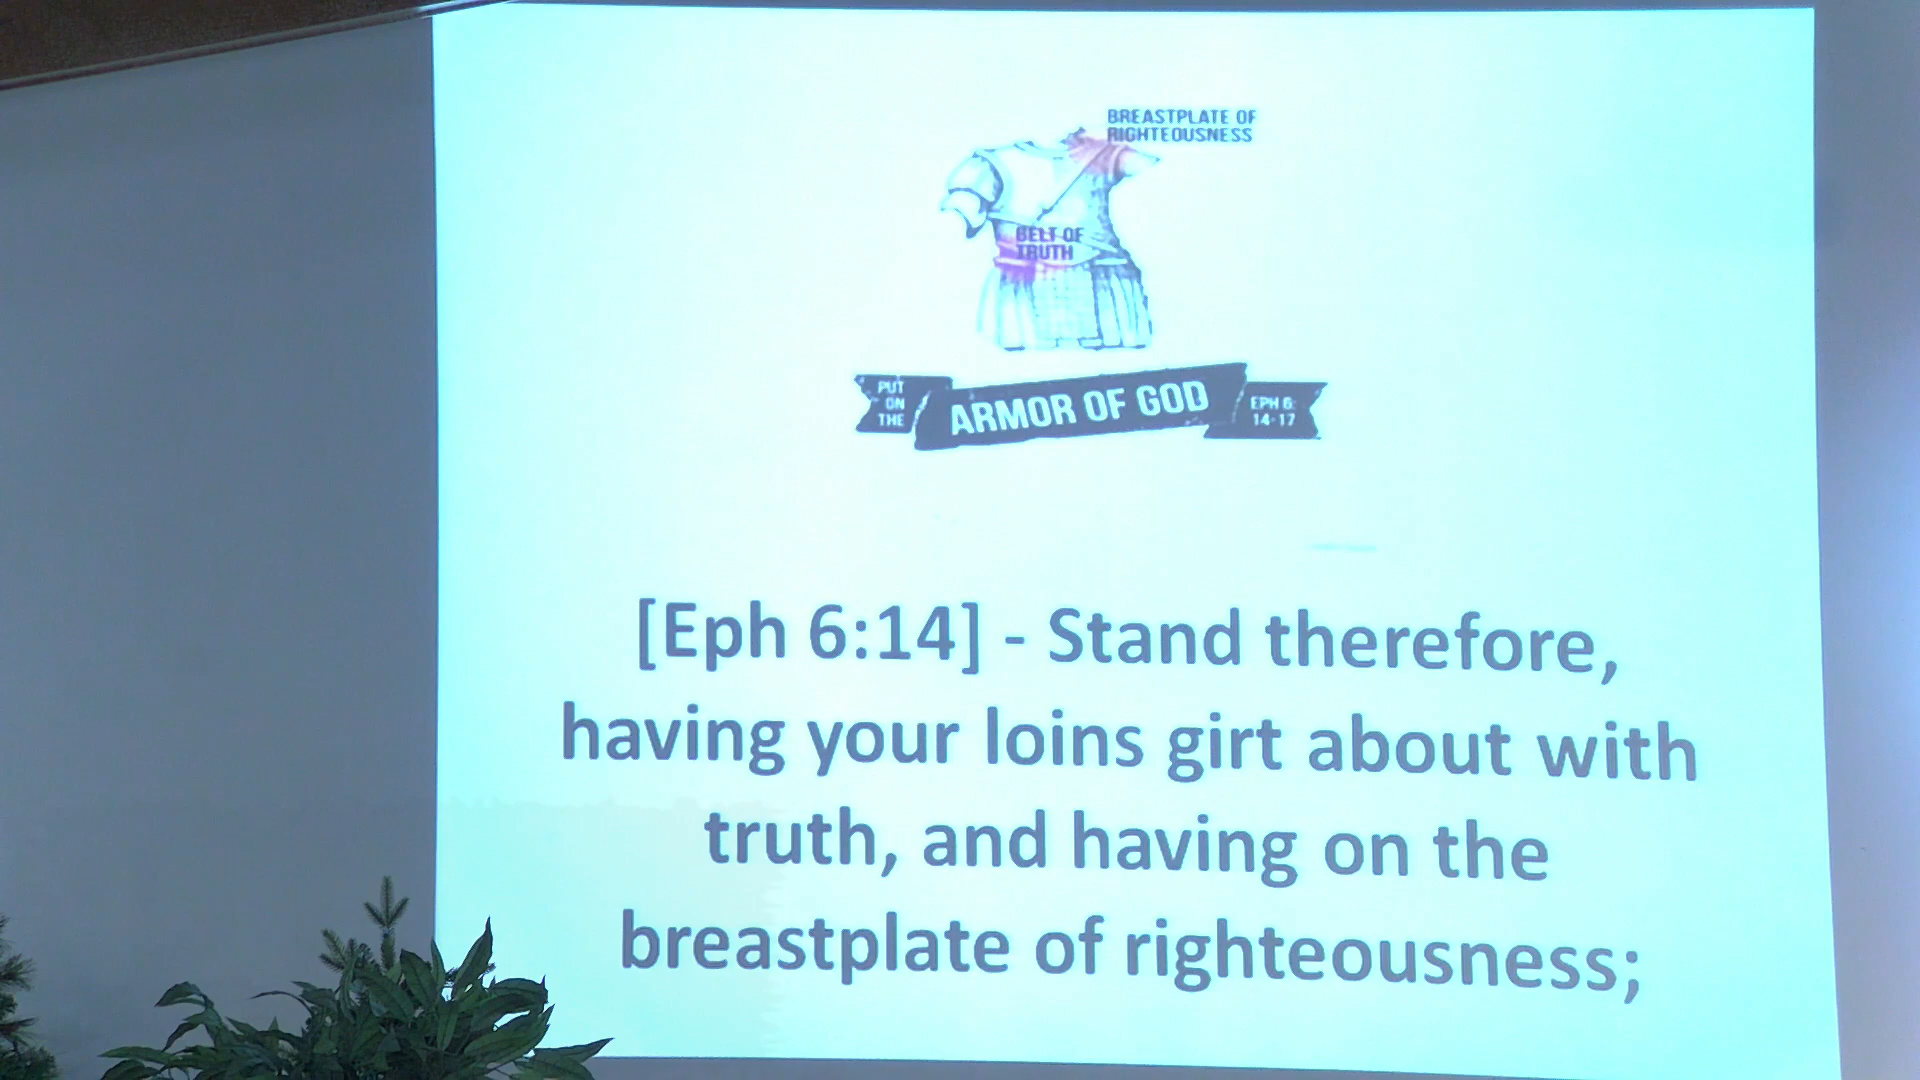 BREASTPLATE OF
RIGHTEOUSNESS
BELT OF
TRUTH
PUT
ON
THE
ARMOR OF GOD
EPH 6:
14-17
[Eph 6:14] - Stand therefore,
having your loins girt about with
truth, and having on the
breastplate of righteousness;